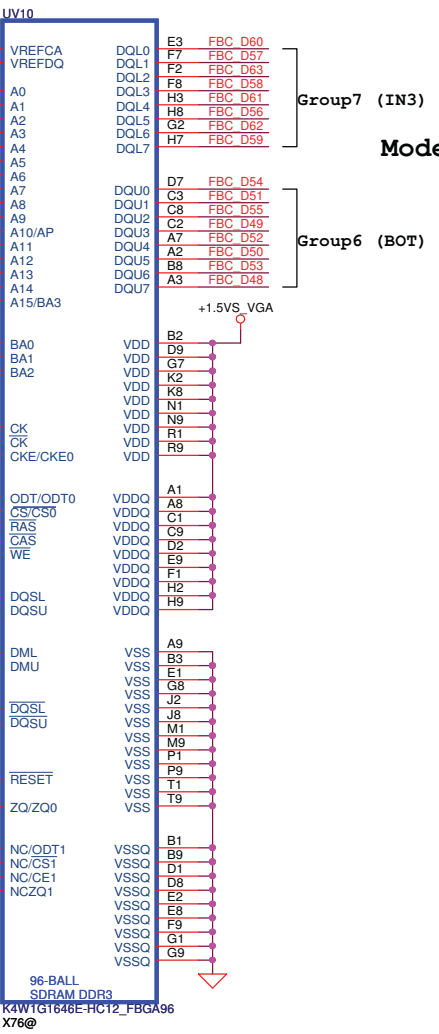 UV10
VREFCA DQL0 E3 FBC_D60
VREFDQ DQL1 F7 FBC_D57
DQL2 F2 FBC_D63
A0 DQL3 F8 FBC_D58
A1 DQL4 H3 FBC_D61
A2 DQL5 H8 FBC_D56
A3 DQL6 G2 FBC_D62
A4 DQL7 H7 FBC_D59
Group7 (IN3)
Mode
A5
A6
A7 DQU0 D7 FBC_D54
A8 DQU1 C3 FBC_D51
A9 DQU2 C8 FBC_D55
A10/AP DQU3 C2 FBC_D49
A11 DQU4 A7 FBC_D52
A12 DQU5 A2 FBC_D50
A13 DQU6 B8 FBC_D53
A14 DQU7 A3 FBC_D48
Group6 (BOT)
A15/BA3
+1.5VS_VGA
BA0 VDD B2
BA1 VDD D9
BA2 VDD G7
VDD K2
VDD K8
VDD N1
CK VDD N9
CK VDD R1
CKE/CKE0 VDD R9
ODT/ODT0 VDDQ A1
CS/CS0 VDDQ A8
RAS VDDQ C1
CAS VDDQ C9
WE VDDQ D2
VDDQ E9
VDDQ F1
DQSL VDDQ H2
DQSU VDDQ H9
DML VSS A9
DMU VSS B3
VSS E1
VSS G8
DQSL VSS J2
DQSU VSS J8
VSS M1
VSS M9
VSS P1
RESET VSS P9
VSS T1
ZQ/ZQ0 VSS T9
NC/ODT1 VSSQ B1
NC/CS1 VSSQ B9
NC/CE1 VSSQ D1
NCZQ1 VSSQ D8
VSSQ E2
VSSQ E8
VSSQ F9
VSSQ G1
VSSQ G9
96-BALL
SDRAM DDR3
K4W1G1646E-HC12_FBGA96
X76@